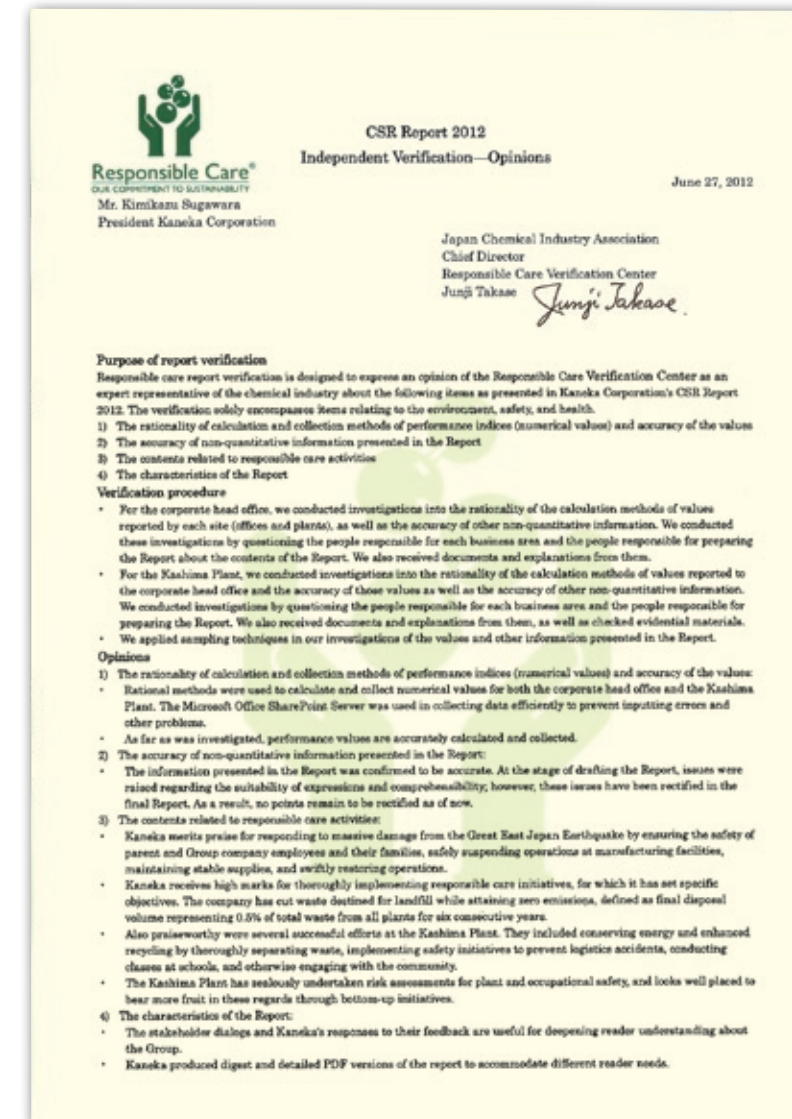 CSR Report 2012
Independent Verification—Opinions
Responsible Care®
OUR COMMITMENT TO SUSTAINABILITY
June 27, 2012
Mr. Kimikazu Sugawara
President Kaneka Corporation
Japan Chemical Industry Association
Chief Director
Responsible Care Verification Center
Junji Takase
Junji Takase.
Purpose of report verification
Responsible care report verification is designed to express an opinion of the Responsible Care Verification Center as an
expert representative of the chemical industry about the following items as presented in Kaneka Corporation's CSR Report
2012. The verification solely encompasses items relating to the environment, safety, and health.
1) The rationality of calculation and collection methods of performance indices (numerical values) and accuracy of the values
2) The accuracy of non-quantitative information presented in the Report
3) The contents related to responsible care activities
4) The characteristics of the Report
Verification procedure
• For the corporate head office, we conducted investigations into the rationality of the calculation methods of values
reported by each site (offices and plants), as well as the accuracy of other non-quantitative information. We conducted
these investigations by questioning the people responsible for each business area and the people responsible for preparing
the Report about the contents of the Report. We also received documents and explanations from them.
• For the Kashima Plant, we conducted investigations into the rationality of the calculation methods of values reported to
the corporate head office and the accuracy of those values as well as the accuracy of other non-quantitative information.
We conducted investigations by questioning the people responsible for each business area and the people responsible for
preparing the Report. We also received documents and explanations from them, as well as checked evidential materials.
• We applied sampling techniques in our investigations of the values and other information presented in the Report.
Opinions
1) The rationality of calculation and collection methods of performance indices (numerical values) and accuracy of the values:
• Rational methods were used to calculate and collect numerical values for both the corporate head office and the Kashima
Plant. The Microsoft Office SharePoint Server was used in collecting data efficiently to prevent inputting errors and
other problems.
• As far as was investigated, performance values are accurately calculated and collected.
2) The accuracy of non-quantitative information presented in the Report:
• The information presented in the Report was confirmed to be accurate. At the stage of drafting the Report, issues were
raised regarding the suitability of expressions and comprehensibility; however, these issues have been rectified in the
final Report. As a result, no points remain to be rectified as of now.
3) The contents related to responsible care activities:
• Kaneka merits praise for responding to massive damage from the Great East Japan Earthquake by ensuring the safety of
parent and Group company employees and their families, safely suspending operations at manufacturing facilities,
maintaining stable supplies, and swiftly restoring operations.
• Kaneka receives high marks for thoroughly implementing responsible care initiatives, for which it has set specific
objectives. The company has cut waste destined for landfill while attaining zero emissions, defined as final disposal
volume representing 0.5% of total waste from all plants for six consecutive years.
• Also praiseworthy were several successful efforts at the Kashima Plant. They included conserving energy and enhanced
recycling by thoroughly separating waste, implementing safety initiatives to prevent logistics accidents, conducting
classes at schools, and otherwise engaging with the community.
• The Kashima Plant has zealously undertaken risk assessments for plant and occupational safety, and looks well placed to
bear more fruit in these regards through bottom-up initiatives.
4) The characteristics of the Report:
• The stakeholder dialogs and Kaneka's responses to their feedback are useful for deepening reader understanding about
the Group.
• Kaneka produced digest and detailed PDF versions of the report to accommodate different reader needs.